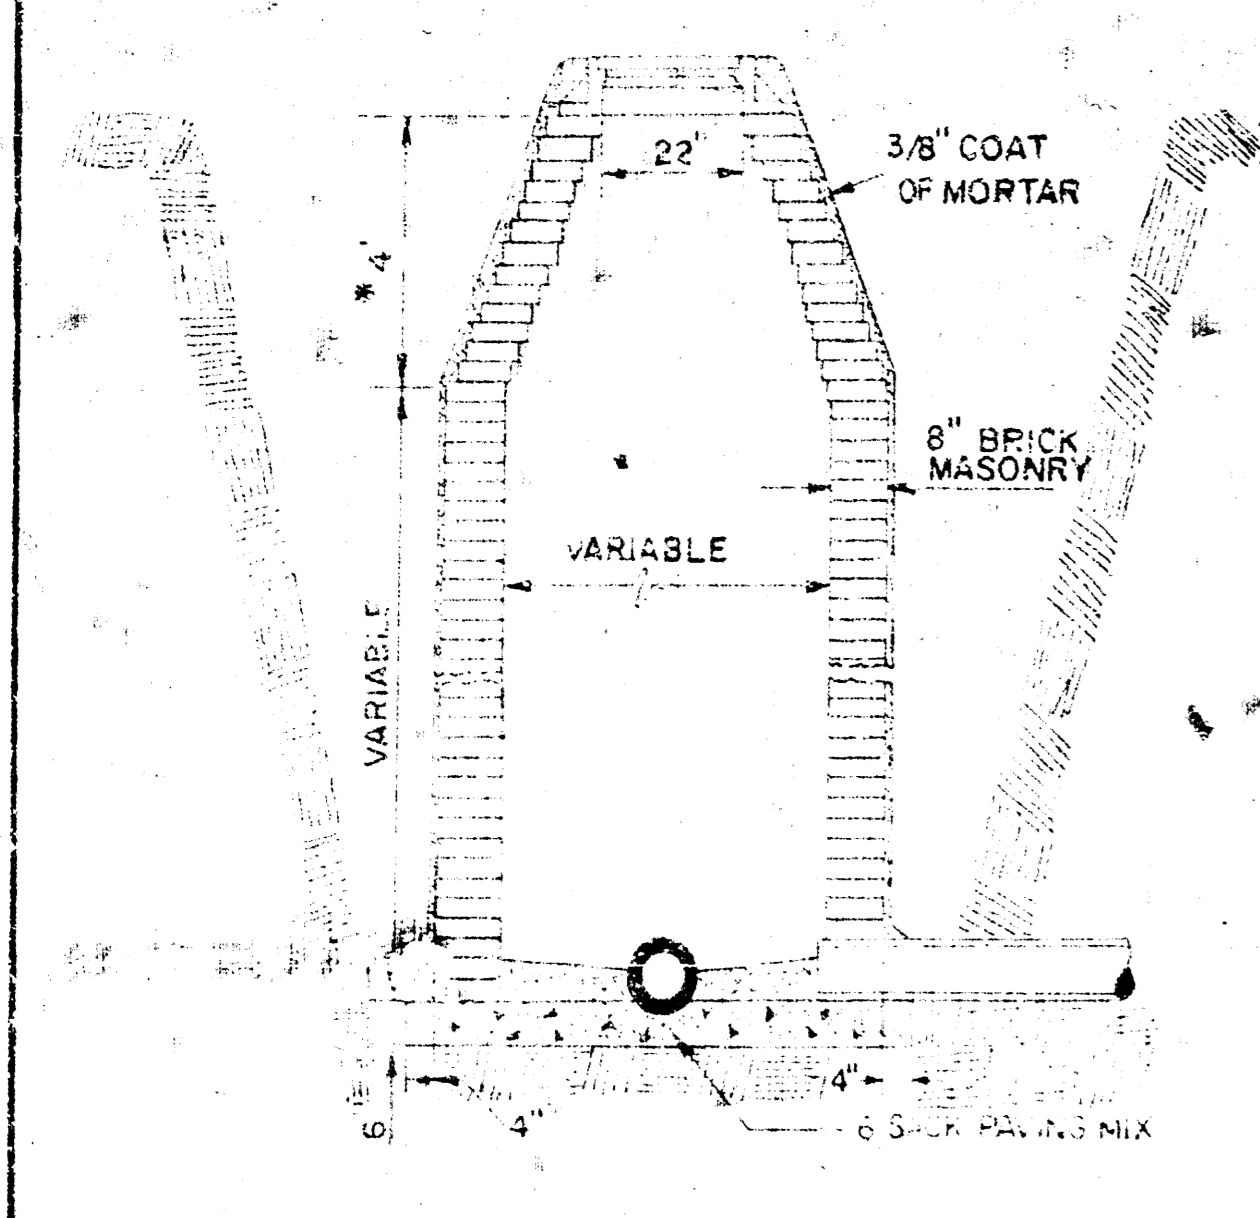 22"
3/8" COAT
OF MORTAR
* 4'
8" BRICK
MASONRY
VARIABLE
VARIABLE
4"
4"
6
6 SACK PAVING MIX